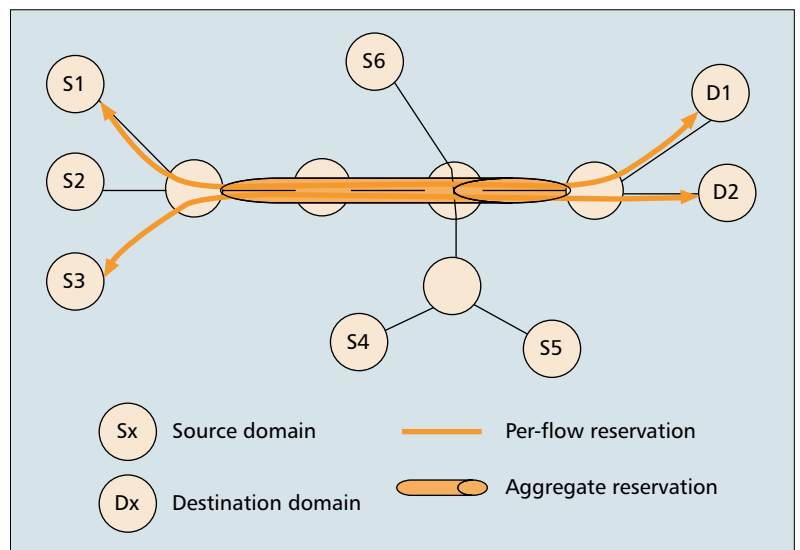 S6
S1
D1
S2
D2
S3
S4
S5
Sx Source domain
Per-flow reservation
Dx Destination domain
Aggregate reservation